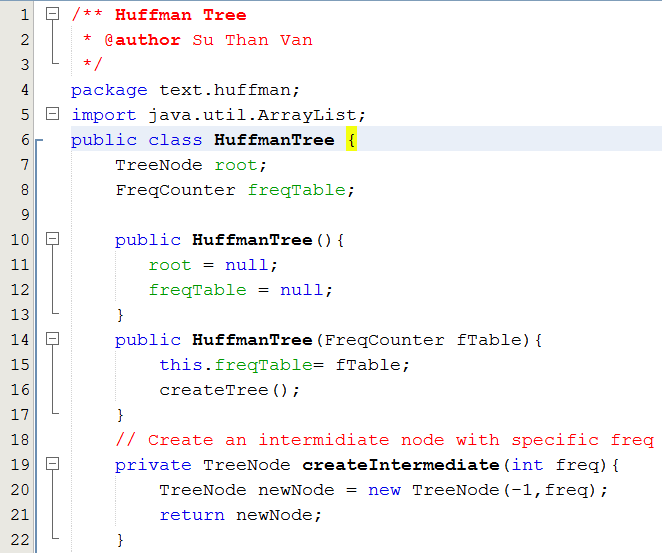 1 /** Huffman Tree
2  * @author Su Than Van
3  */
4 package text.huffman;
5 import java.util.ArrayList;
6 public class HuffmanTree {
7     TreeNode root;
8     FreqCounter freqTable;
9
10     public HuffmanTree(){
11        root = null;
12        freqTable = null;
13     }
14     public HuffmanTree(FreqCounter fTable){
15         this.freqTable= fTable;
16         createTree();
17     }
18     // Create an intermidiate node with specific freq
19     private TreeNode createIntermediate(int freq){
20         TreeNode newNode = new TreeNode(-1,freq);
21         return newNode;
22     }